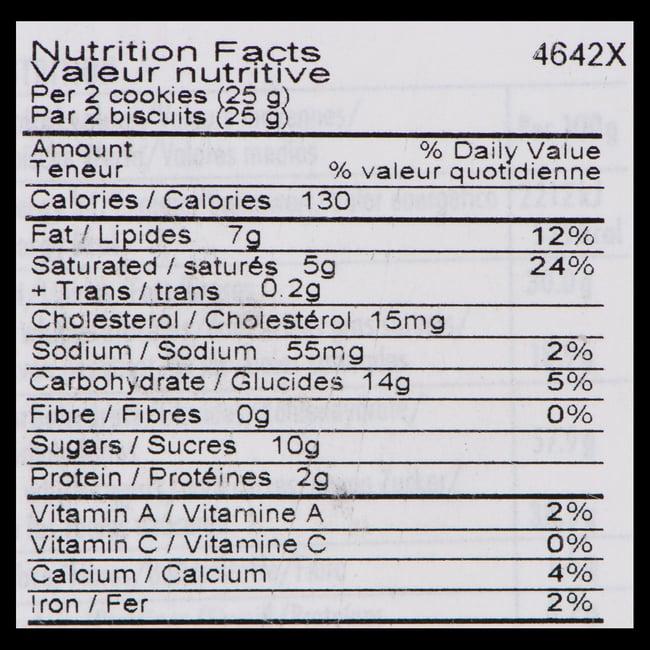 Nutrition Facts 4642X
Valeur nutritive
Per 2 cookies (25 g)
Par 2 biscuits (25 g)
Amount % Daily Value
Teneur % valeur quotidienne
Calories / Calories 130
Fat / Lipides 7g 12%
Saturated / saturés 5g 24%
+ Trans / trans 0.2g
Cholesterol / Cholestérol 15mg
Sodium / Sodium 55mg 2%
Carbohydrate / Glucides 14g 5%
Fibre / Fibres 0g 0%
Sugars / Sucres 10g
Protein / Protéines 2g
Vitamin A / Vitamine A 2%
Vitamin C / Vitamine C 0%
Calcium / Calcium 4%
Iron / Fer 2%